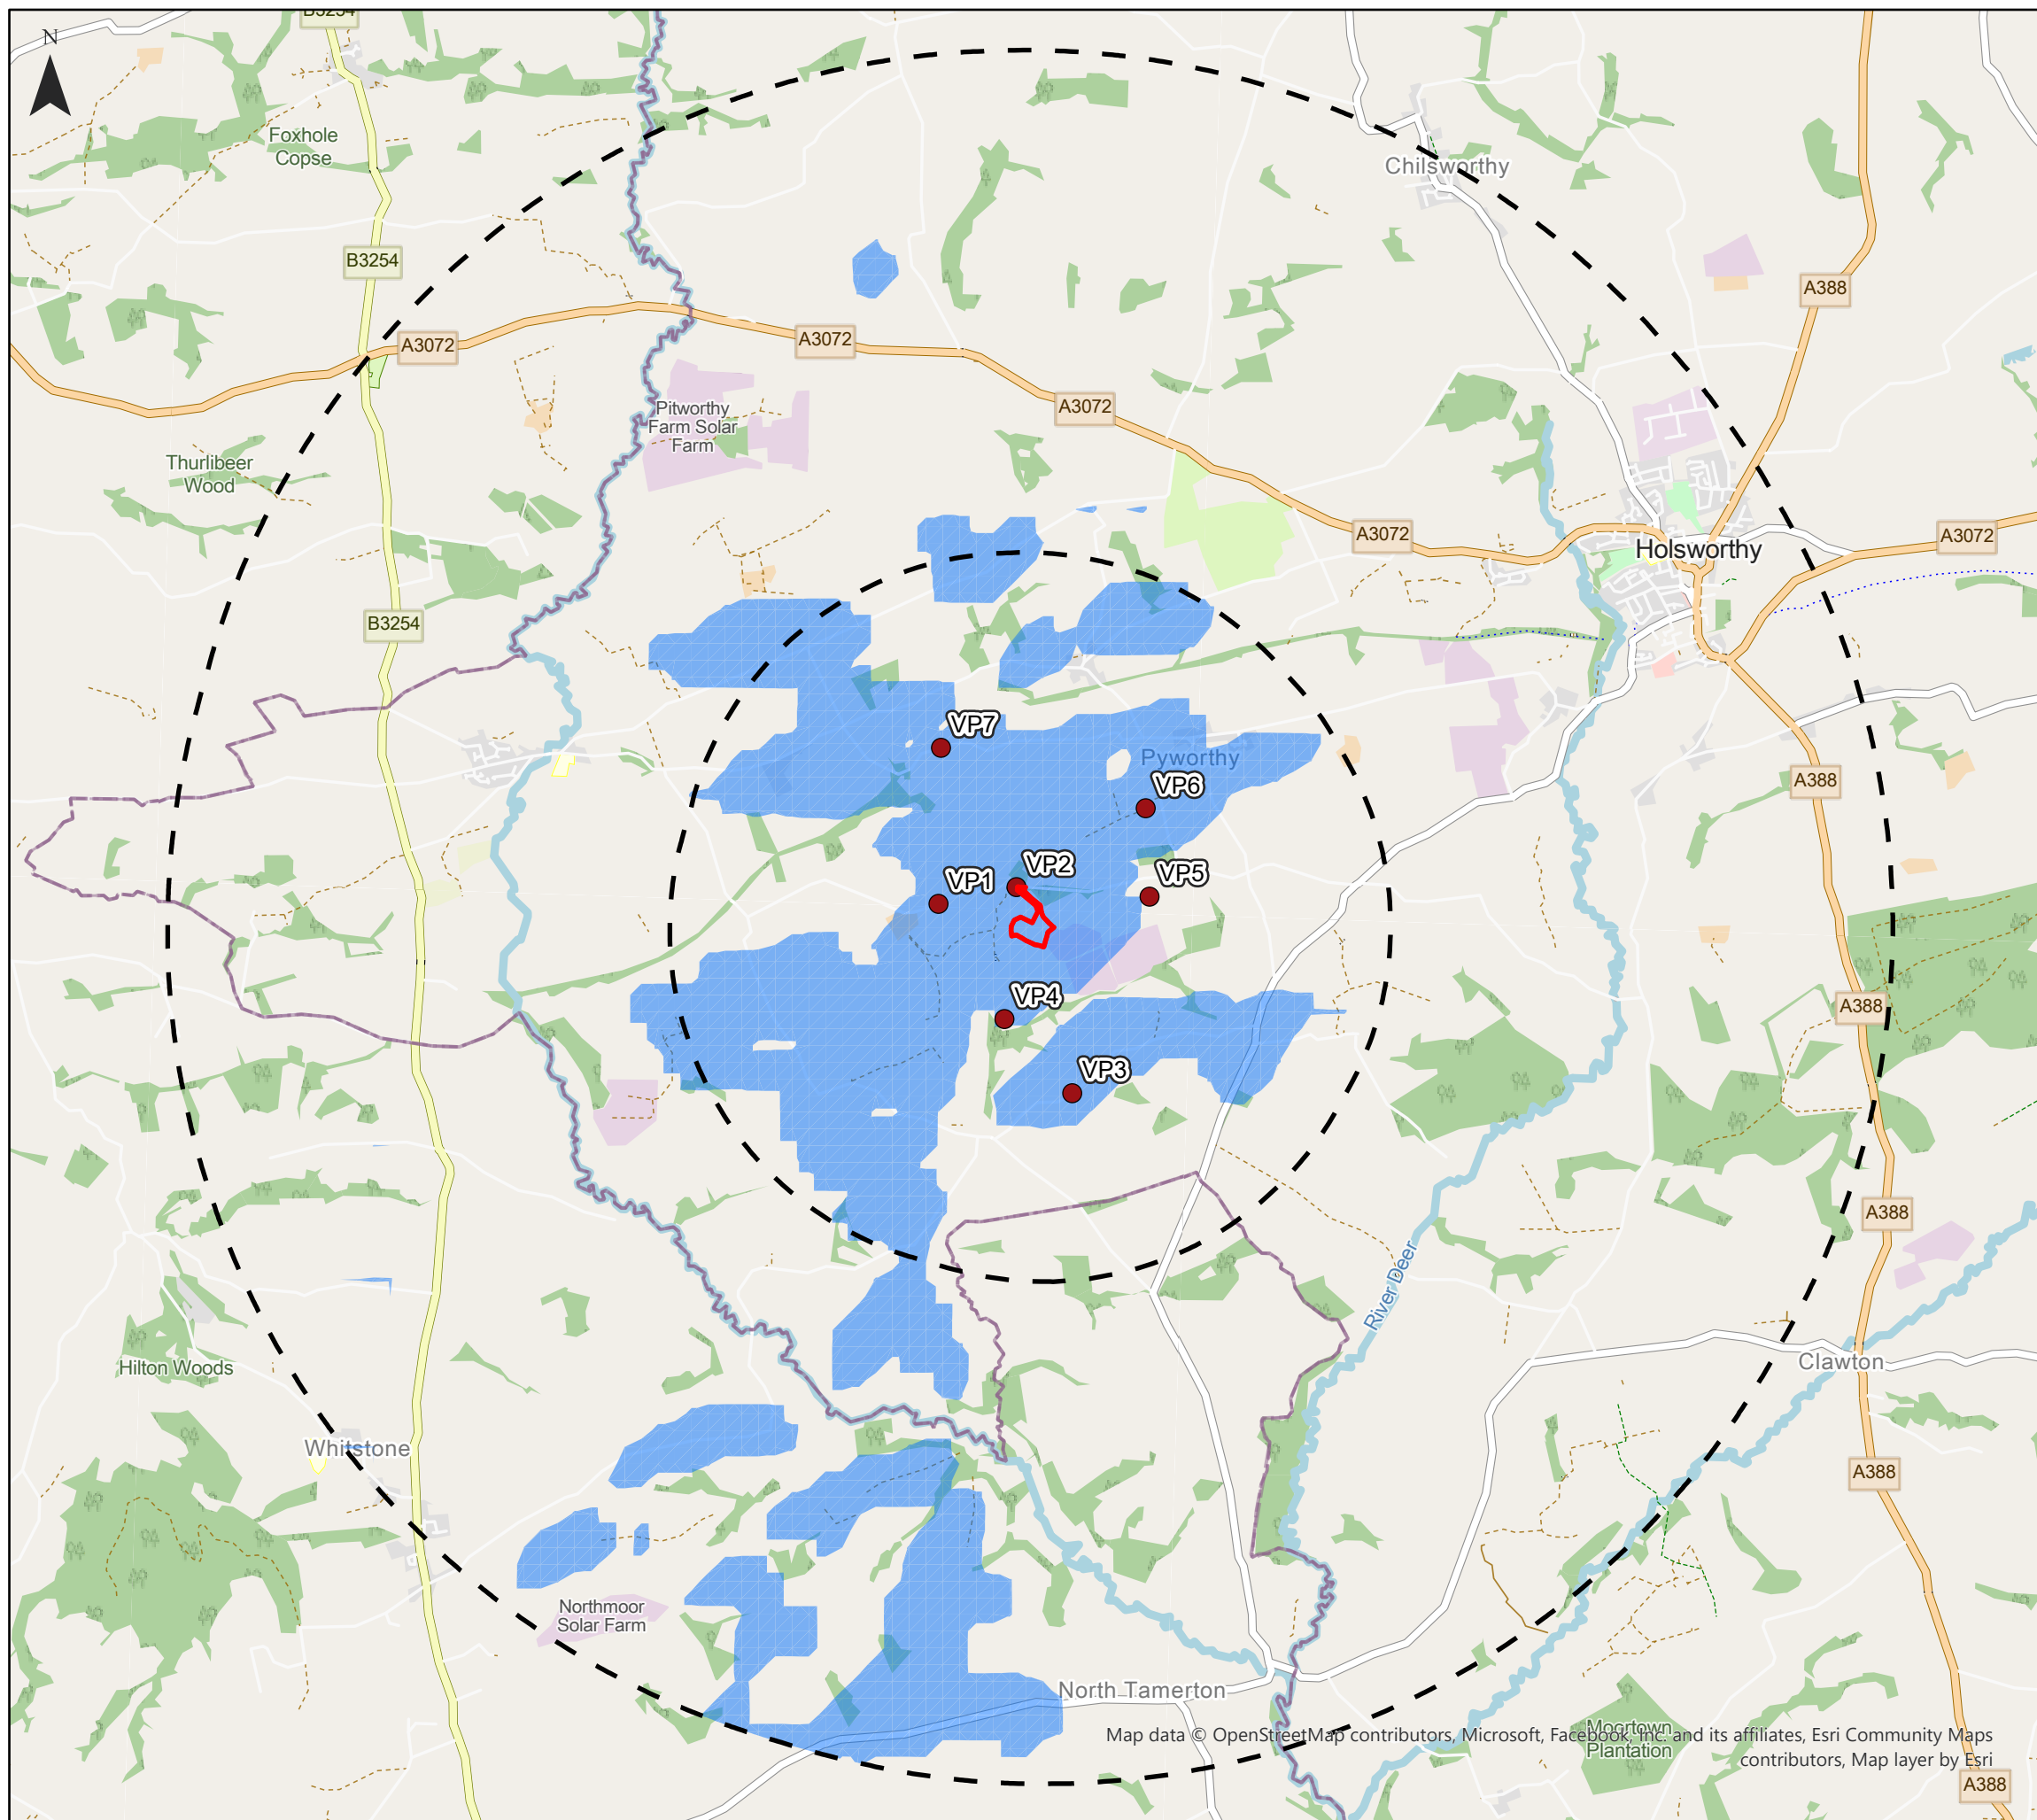 B3254
N
Foxhole
Copse
Chilsworthy
B3254
A388
A3072
A3072
A3072
Pitworthy
Farm Solar
Farm
Thurlibeer
Wood
A3072
A3072
Holsworthy
B3254
VP7
Pyworthy
VP6
A388
VP2
VP5
VP1
VP4
A388
VP3
A388
River Deer
Hilton Woods
Clawton
Whitstone
A388
Northmoor
Solar Farm
North Tamerton
Moortown
Plantation
Map data © OpenStreetMap contributors, Microsoft, Facebook, Inc. and its affiliates, Esri Community Maps
contributors, Map layer by Esri
A388